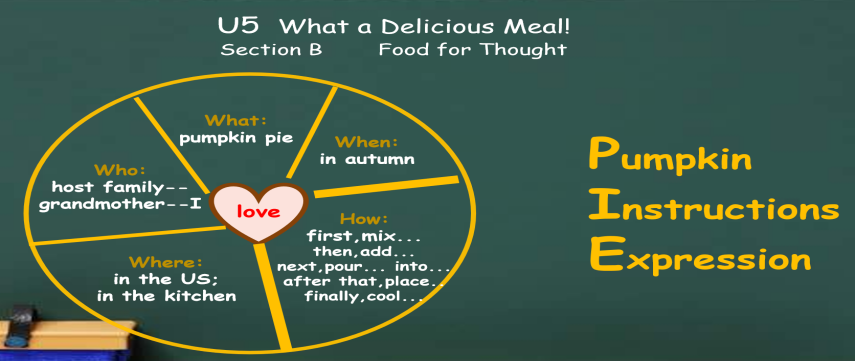 U5 What a Delicious Meal!
Section B Food for Thought
What:
pumpkin pie
When:
in autumn
Who:
host family--
grandmother--I
love
How:
first,mix...
then,add...
next,pour... into...
after that,place..
finally,cool...
Where:
in the US;
in the kitchen
Pumpkin
Instructions
Expression